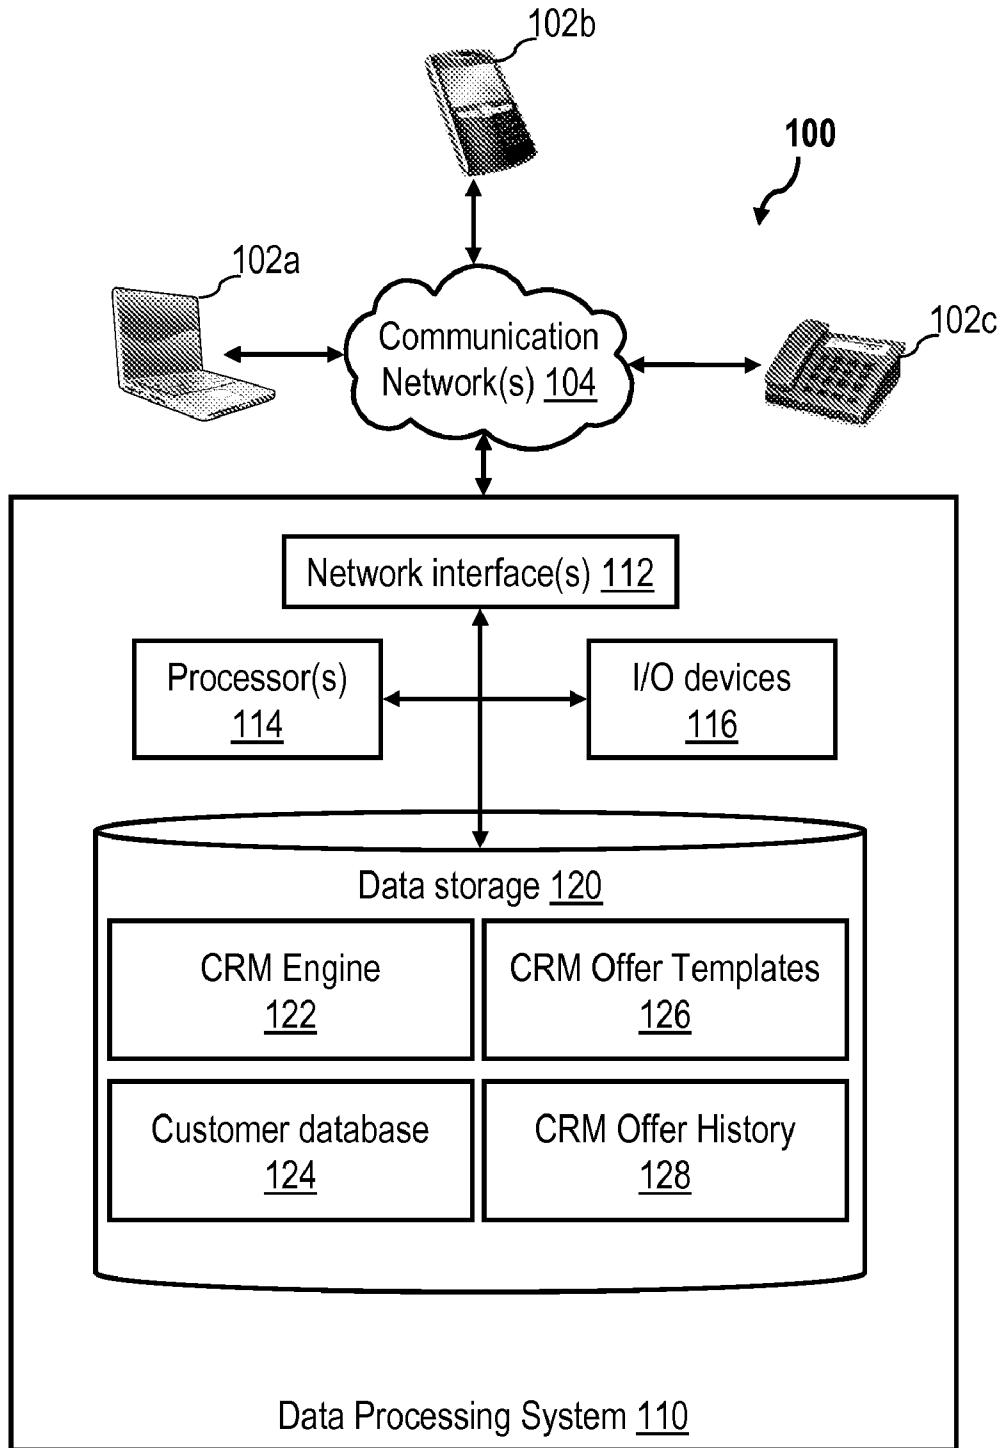 102b
100
102a
102c
Communication
Network(s) 104
Network interface(s) 112
Processor(s)
114
I/O devices
116
Data storage 120
CRM Engine
122
CRM Offer Templates
126
Customer database
124
CRM Offer History
128
Data Processing System 110